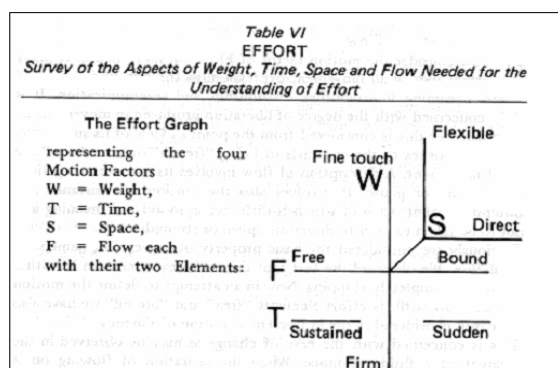 Table VI
EFFORT
Survey of the Aspects of Weight, Time, Space and Flow Needed for the
Understanding of Effort
The Effort Graph
representing the four
Motion Factors
W = Weight,
T = Time,
S = Space,
F = Flow each
with their two Elements:
Flexible
Fine touch
W
S
Direct
F
Free
Bound
T
Sustained
Sudden
Firm